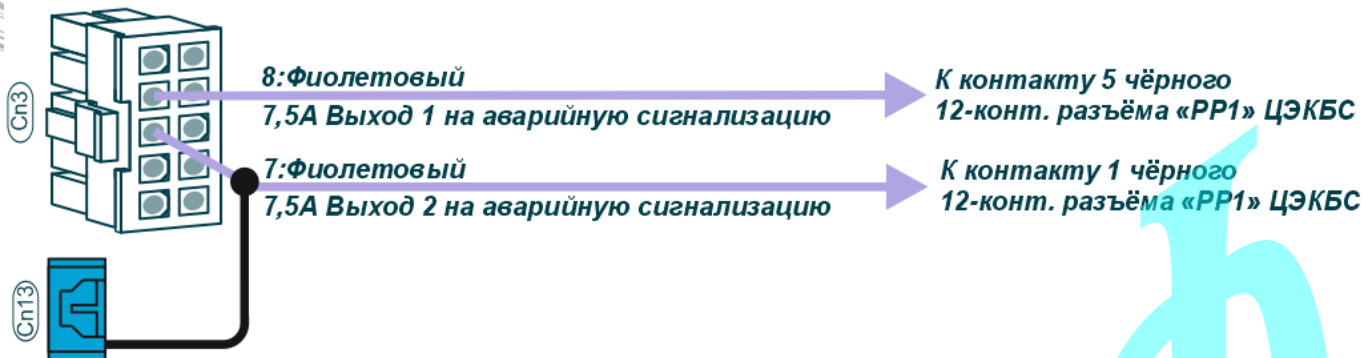 Сп3
8:Фиолетовый
7,5А Выход 1 на аварийную сигнализацию
К контакту 5 чёрного
12-конт. разъёма «РР1» ЦЭКБС
7:Фиолетовый
7,5А Выход 2 на аварийную сигнализацию
К контакту 1 чёрного
12-конт. разъёма «РР1» ЦЭКБС
Сп13